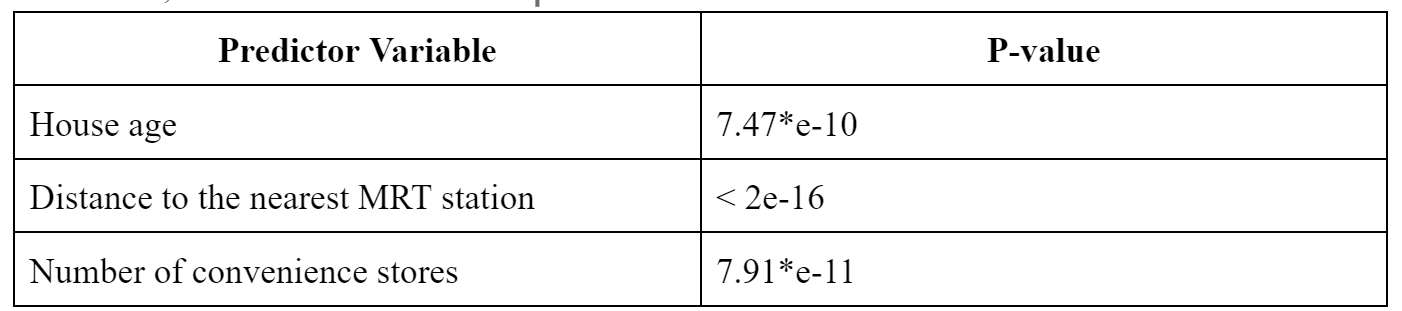 Predictor Variable P-value
House age 7.47*e-10
Distance to the nearest MRT station < 2e-16
Number of convenience stores 7.91*e-11